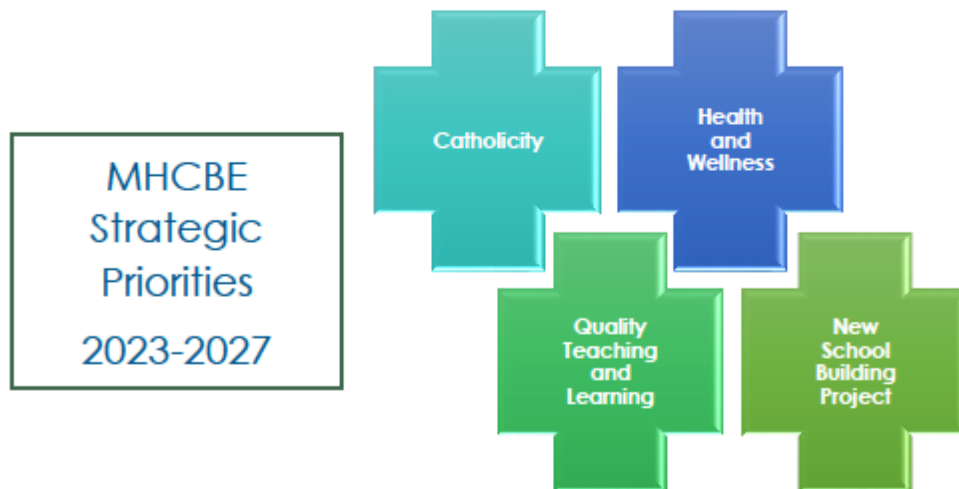 MHCBE
Strategic
Priorities
2023-2027
Catholicity
Health
and
Wellness
Quality
Teaching
and
Learning
New
School
Building
Project